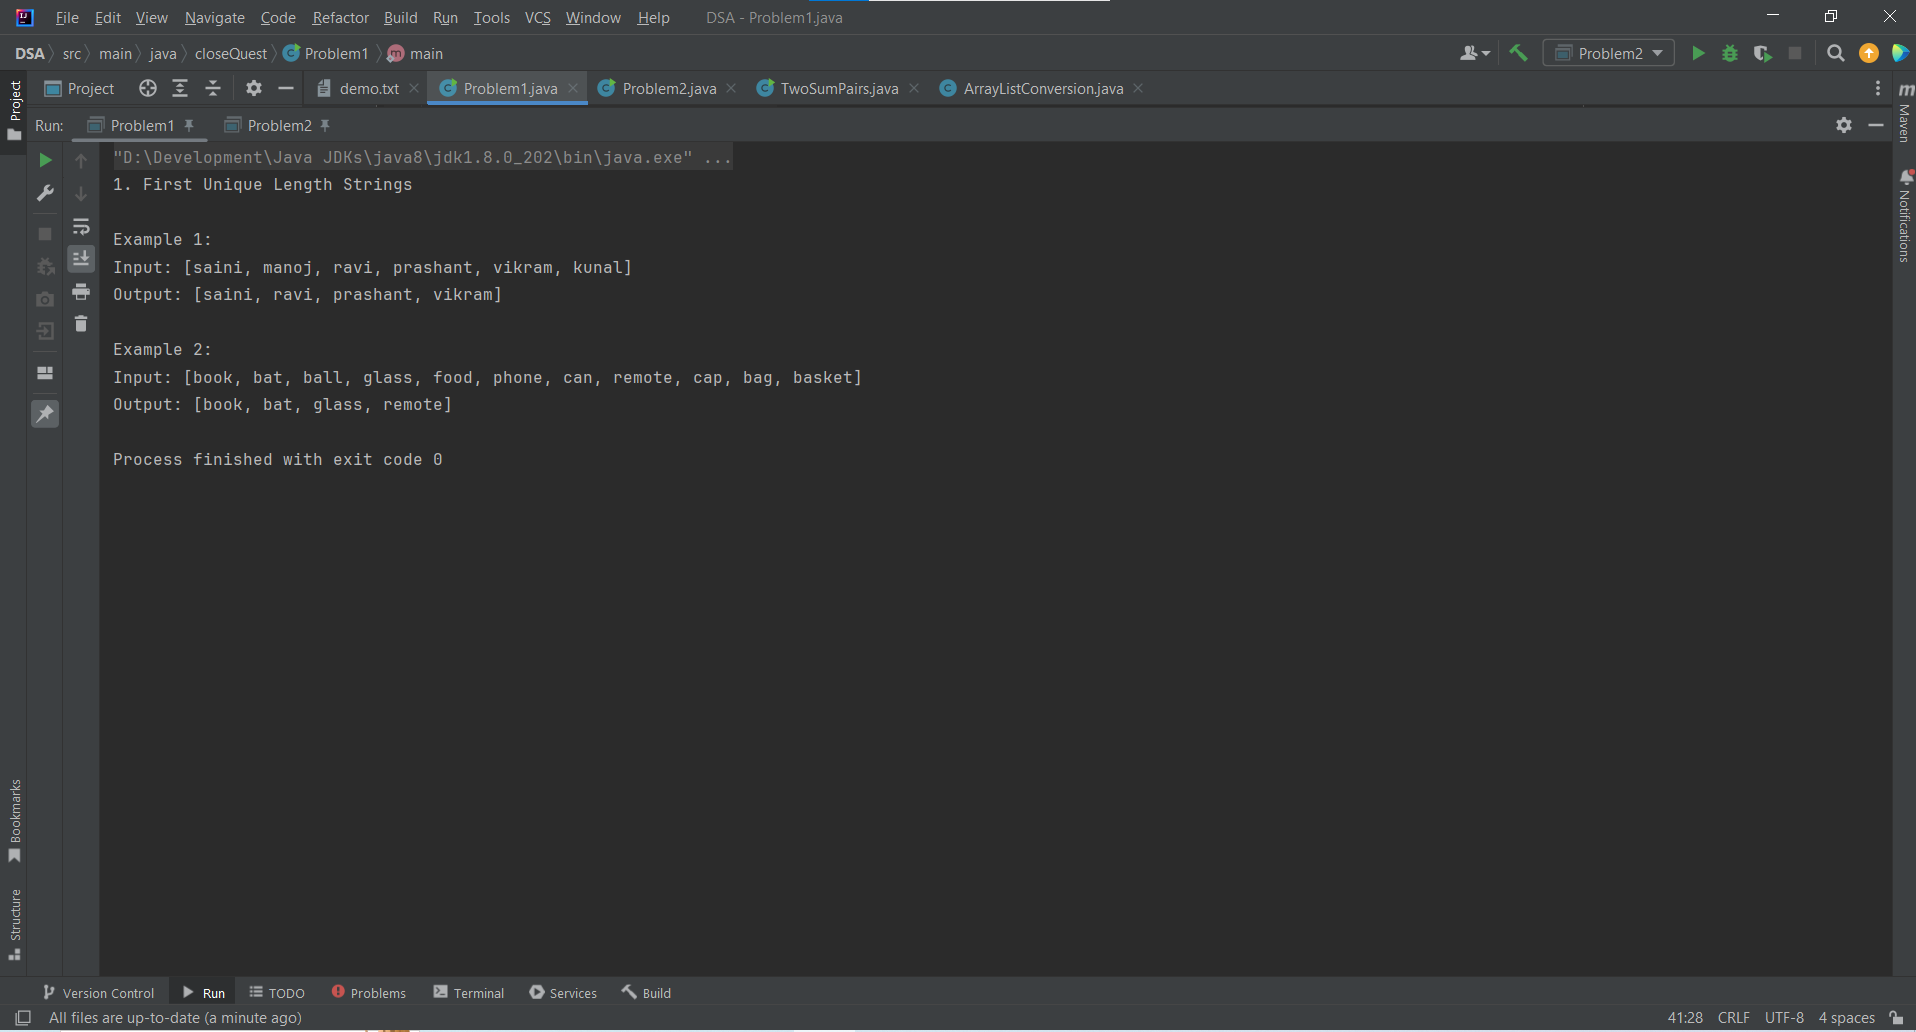 File Edit View Navigate Code Refactor Build Run Tools VCS Window Help DSA - Problem1.java
DSA src main java closeQuest Problem1 m main Problem2
Project demo.txt Problem1.java Problem2.java TwoSumPairs.java ArrayListConversion.java
Run: Problem1 Problem2
"D:\Development\Java JDKs\java8\jdk1.8.0_202\bin\java.exe" ...
1. First Unique Length Strings
Example 1:
Input: [saini, manoj, ravi, prashant, vikram, kunal]
Output: [saini, ravi, prashant, vikram]
Example 2:
Input: [book, bat, ball, glass, food, phone, can, remote, cap, bag, basket]
Output: [book, bat, glass, remote]
Process finished with exit code 0
Project
Bookmarks
Structure
m Maven
Notifications
Version Control Run TODO Problems Terminal Services Build
All files are up-to-date (a minute ago) 41:28 CRLF UTF-8 4 spaces